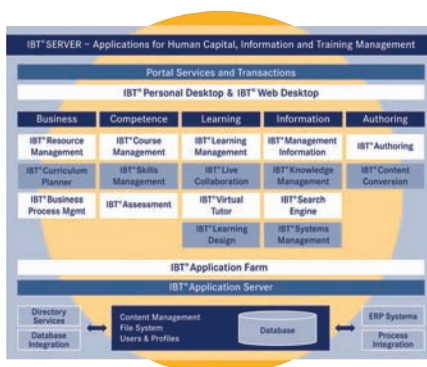 IBT® SERVER – Applications for Human Capital, Information and Training Management
Portal Services and Transactions
IBT® Personal Desktop & IBT® Web Desktop
Business
Competence
Learning
Information
Authoring
IBT® Resource
Management
IBT® Course
Management
IBT® Learning
Management
IBT® Management
Information
IBT® Authoring
IBT® Curriculum
Planner
IBT® Skills
Management
IBT® Live
Collaboration
IBT® Knowledge
Management
IBT® Content
Conversion
IBT® Business
Process Mgmt
IBT® Assessment
IBT® Virtual
Tutor
IBT® Search
Engine
IBT® Learning
Design
IBT® Systems
Management
IBT® Application Farm
IBT® Application Server
Directory
Services
Database
Integration
Content Management
File System
Users & Profiles
Database
ERP Systems
Process
Integration